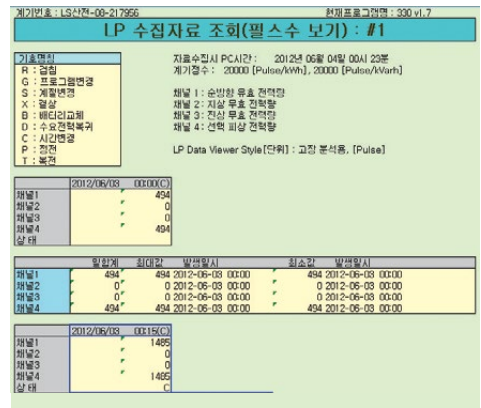 계기번호 : LS산전-08-217956 현재프로그램명 : 330 v1.7
LP 수집자료 조회(펄스수 보기) : #1
기호명칭
R : 검침
G : 프로그램변경
S : 계절변경
X : 결상
B : 배터리교체
D : 수요전력복귀
C : 시간변경
P : 정전
T : 복전
자료수집시 PC시간 : 2012년 06월 04일 00시 23분
계기정수 : 20000 [Pulse/kWh], 20000 [Pulse/kVarh]
채널 1 : 순방향 유효 전력량
채널 2 : 지상 무효 전력량
채널 3 : 진상 무효 전력량
채널 4 : 선택 피상 전력량
LP Data Viewer Style[단위] : 고장 분석용, [Pulse]
2012/06/03 00:00(C)
채널1 494
채널2 0
채널3 0
채널4 494
상 태
일합계 최대값 발생일시 최소값 발생일시
채널1 494 494 2012-06-03 00:00 494 2012-06-03 00:00
채널2 0 0 2012-06-03 00:00 0 2012-06-03 00:00
채널3 0 0 2012-06-03 00:00 0 2012-06-03 00:00
채널4 494 494 2012-06-03 00:00 494 2012-06-03 00:00
2012/06/03 00:15(C)
채널1 1485
채널2 0
채널3 0
채널4 1485
상 태 C